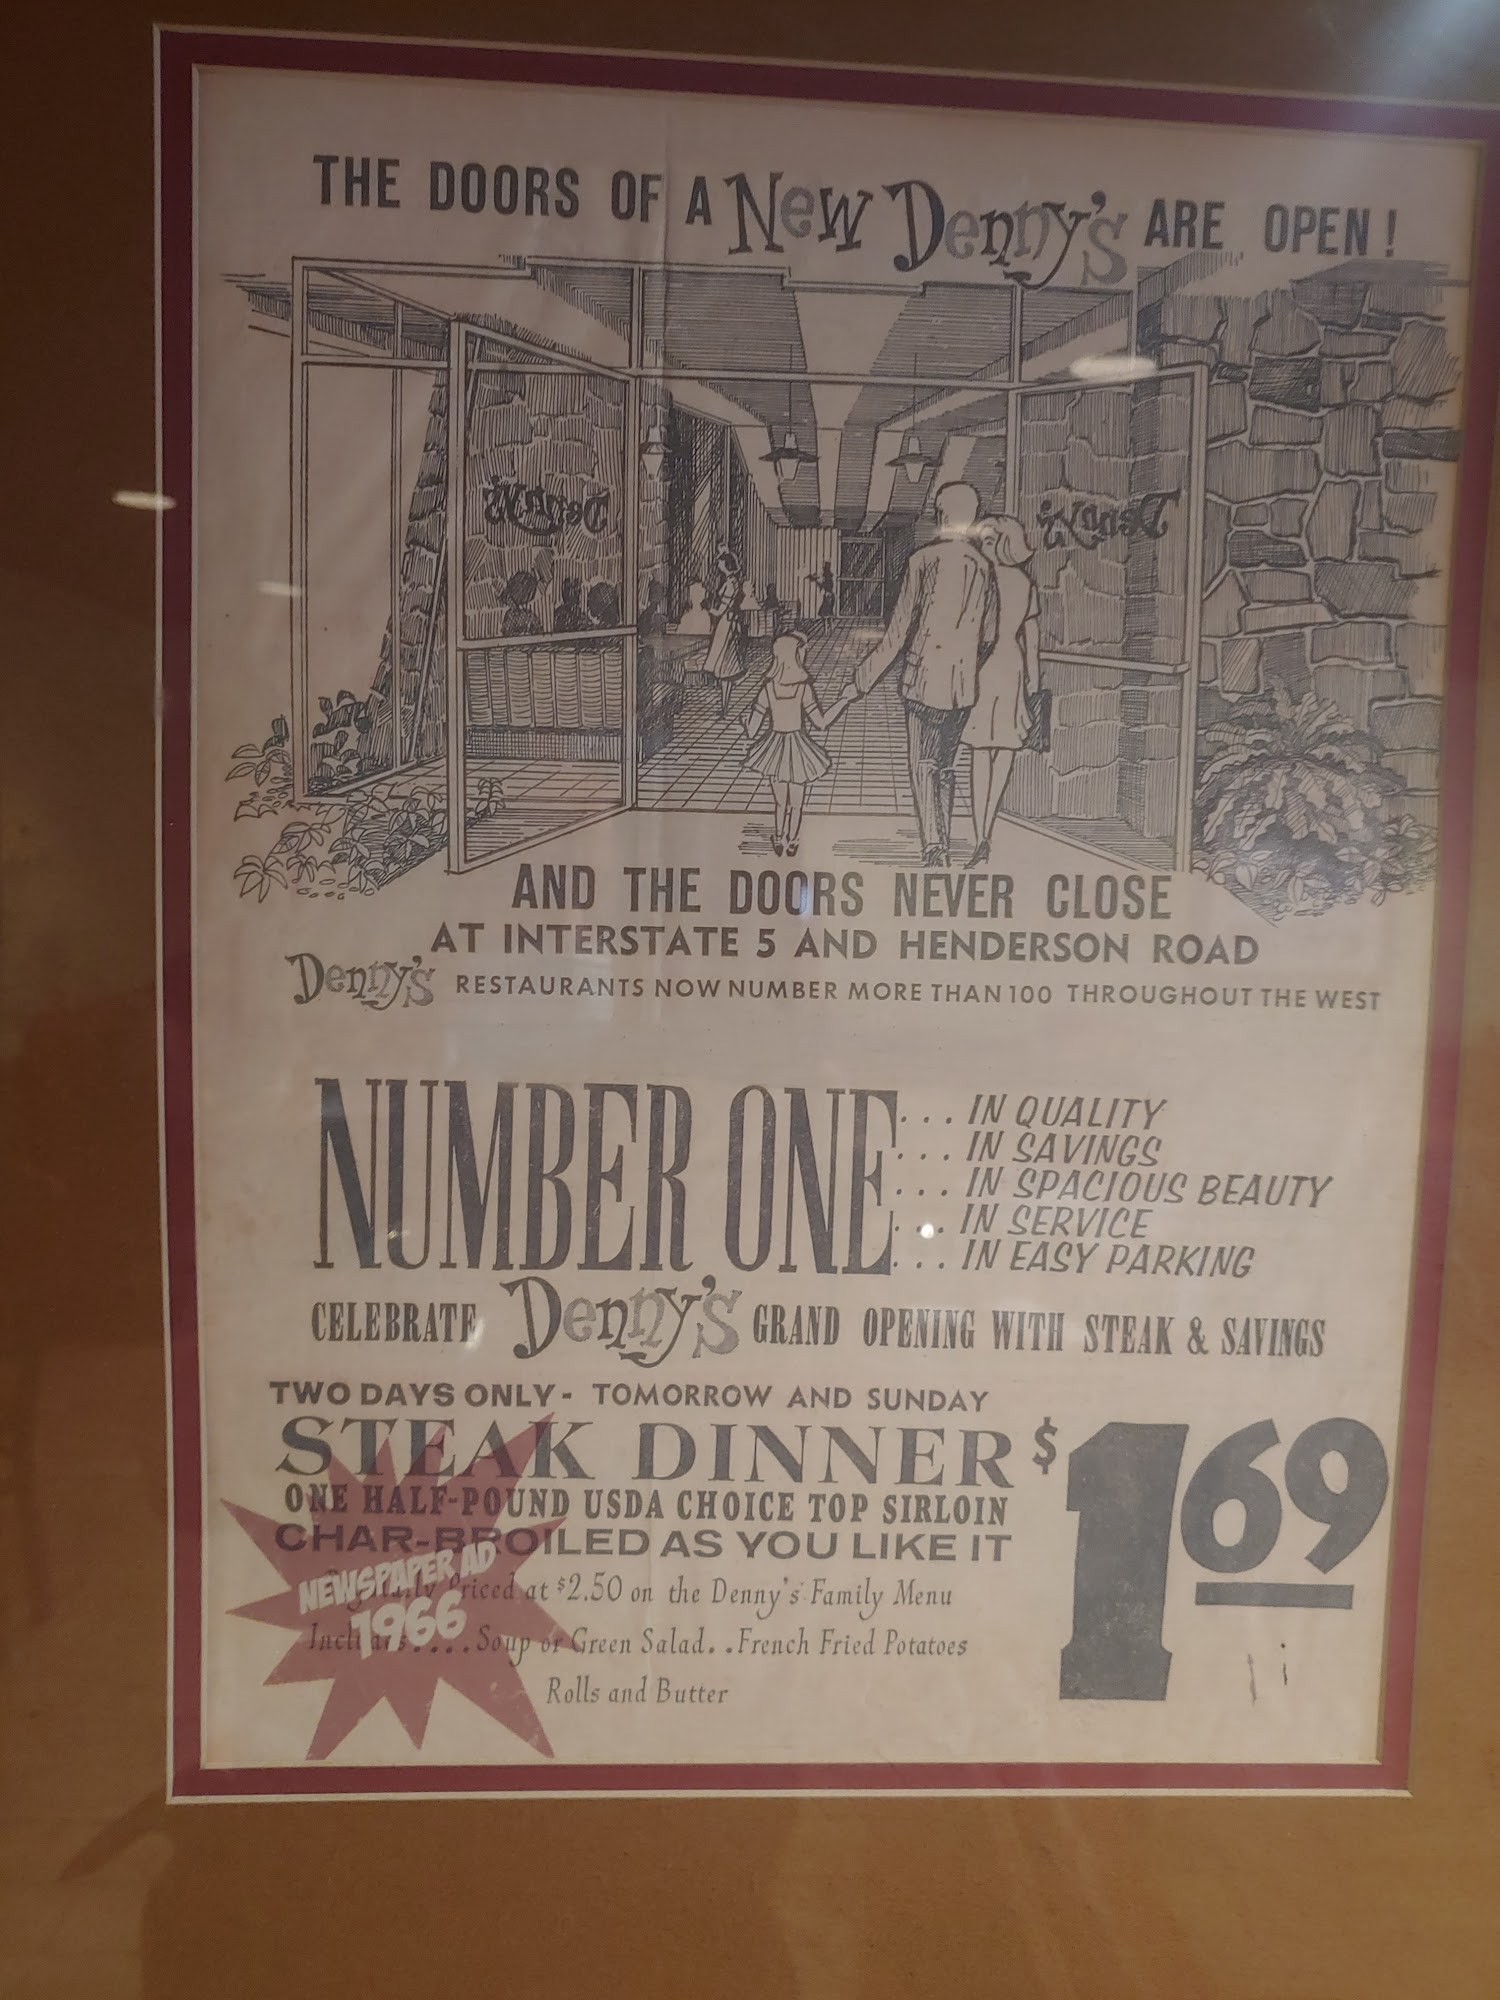 THE DOORS OF A New Denny's ARE OPEN!
Denny's
Denny's
AND THE DOORS NEVER CLOSE
AT INTERSTATE 5 AND HENDERSON ROAD
Denny's RESTAURANTS NOW NUMBER MORE THAN 100 THROUGHOUT THE WEST
NUMBER ONE
... IN QUALITY
... IN SAVINGS
... IN SPACIOUS BEAUTY
... IN SERVICE
... IN EASY PARKING
CELEBRATE Denny's GRAND OPENING WITH STEAK & SAVINGS
TWO DAYS ONLY - TOMORROW AND SUNDAY
STEAK DINNER $1.69
ONE HALF-POUND USDA CHOICE TOP SIRLOIN
CHAR-BROILED AS YOU LIKE IT
Priced at $2.50 on the Denny's Family Menu
.... Soup or Green Salad.. French Fried Potatoes
Rolls and Butter
NEWSPAPER AD
1966